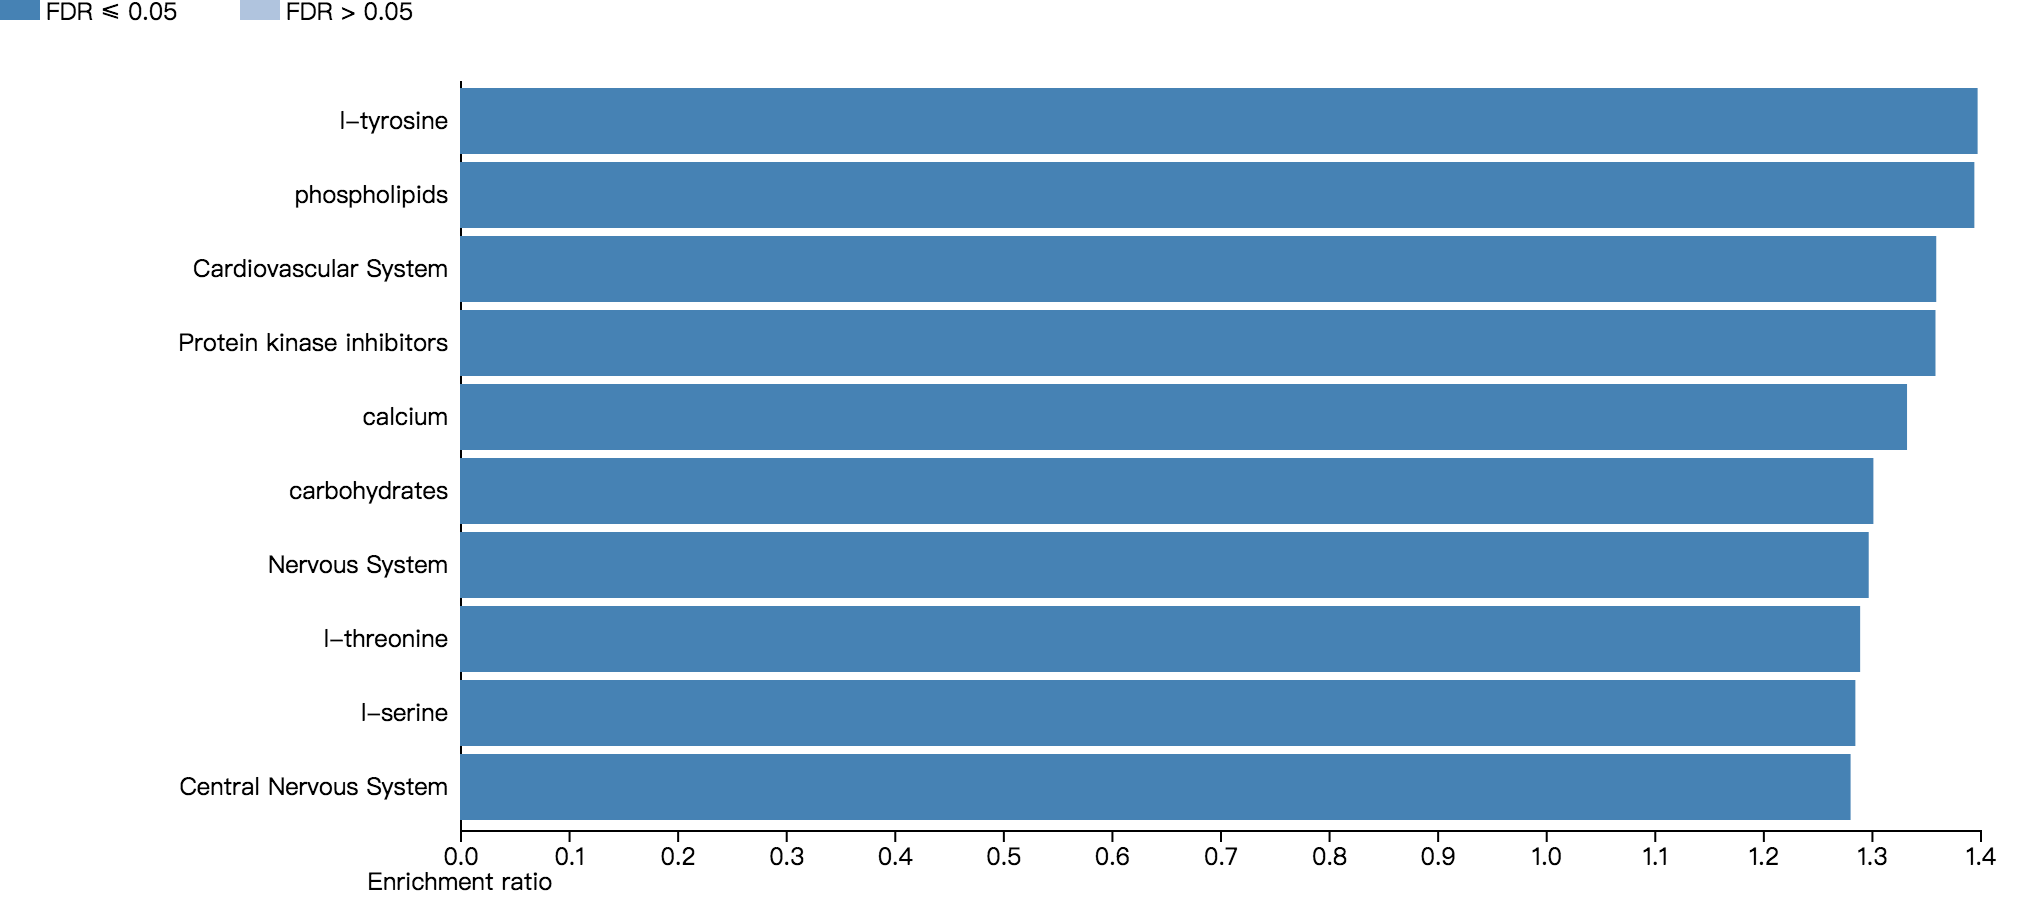 FDR ⩽ 0.05 FDR > 0.05
l−tyrosine
phospholipids
Cardiovascular System
Protein kinase inhibitors
calcium
carbohydrates
Nervous System
l−threonine
l−serine
Central Nervous System
0.0 0.1 0.2 0.3 0.4 0.5 0.6 0.7 0.8 0.9 1.0 1.1 1.2 1.3 1.4
Enrichment ratio